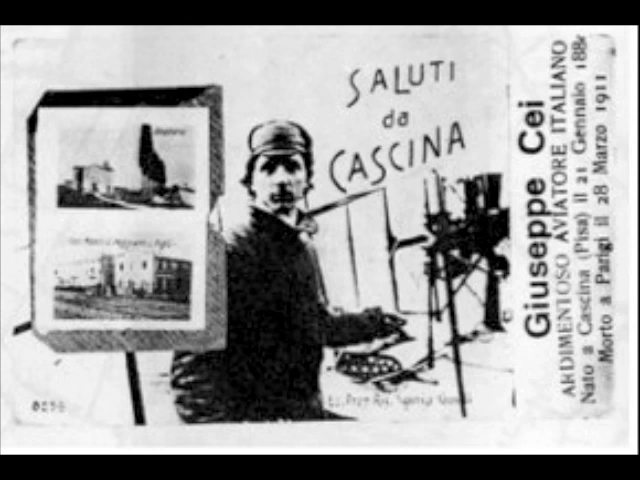 SALUTI
da
CASCINA
Giuseppe Cei
ARDIMENTOSO AVIATORE ITALIANO
Nato a Cascina (Pisa) il 21 Gennaio 188
Morto a Parigi il 28 Marzo 1911